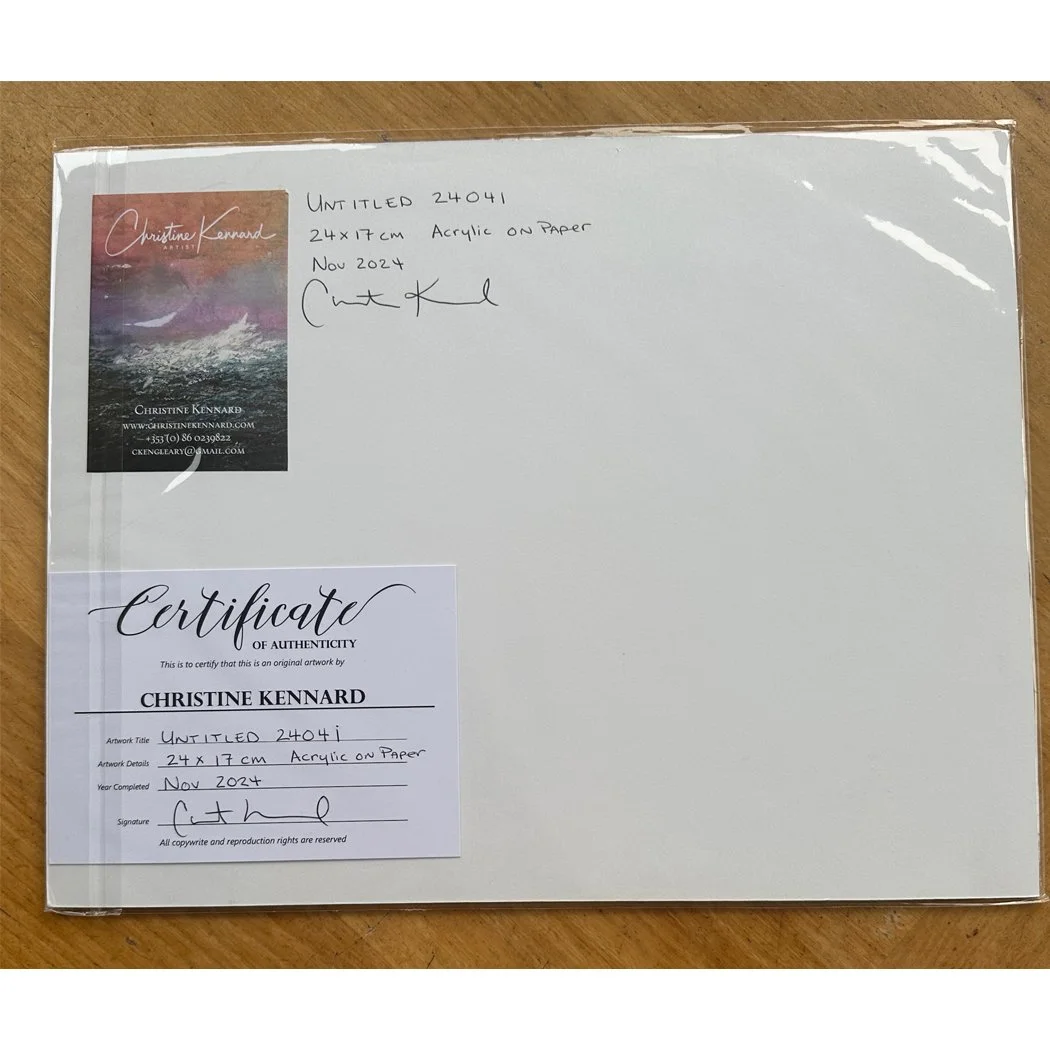 Christine Kennard
ARTIST
CHRISTINE KENNARD
WWW.CHRISTINEKENNARD.COM
+353 (0) 86 0239822
CKENGLEARY@GMAIL.COM
UNTITLED 24041
24x17cm Acrylic on Paper
Nov 2024
Certificate
OF AUTHENTICITY
This is to certify that this is an original artwork by
CHRISTINE KENNARD
Artwork Title UNTITLED 24041
Artwork Details 24 x 17 cm Acrylic on Paper
Year Completed Nov 2024
Signature
All copywrite and reproduction rights are reserved